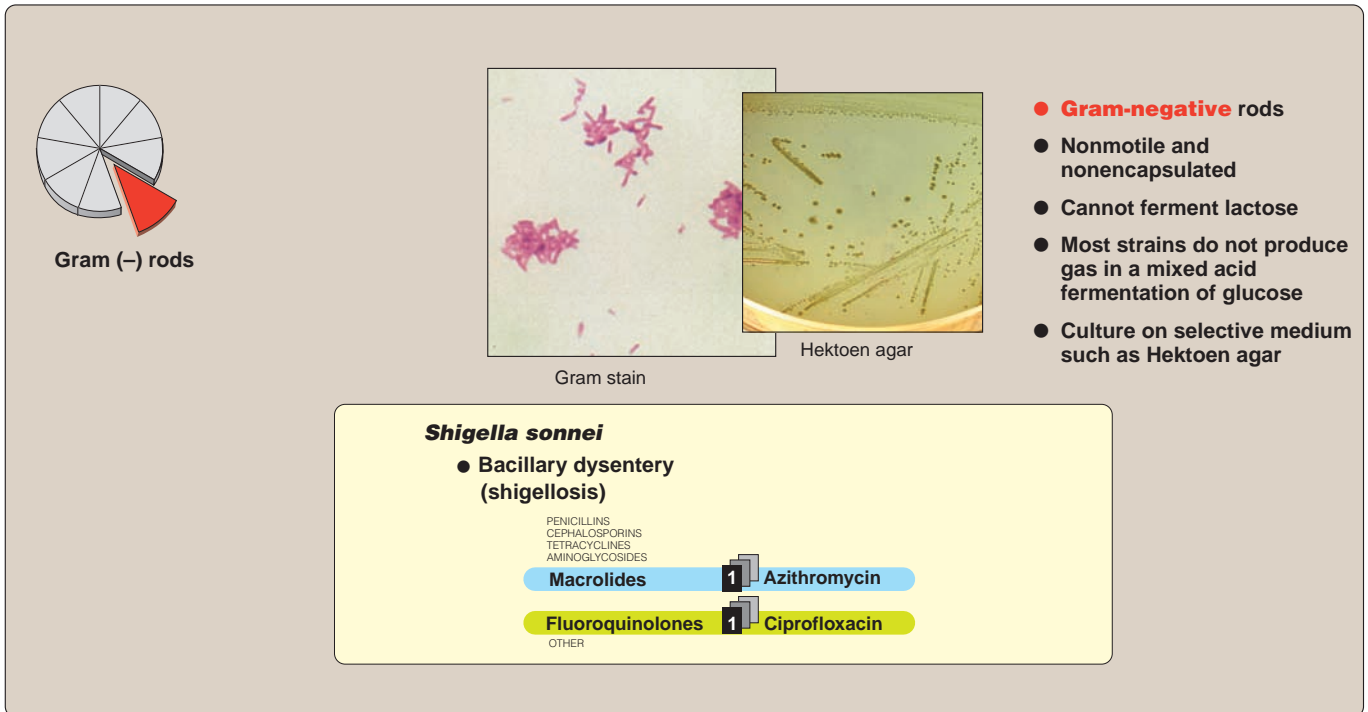 Gram (–) rods
Gram stain
Hektoen agar
● Gram-negative rods
● Nonmotile and
nonencapsulated
● Cannot ferment lactose
● Most strains do not produce
gas in a mixed acid
fermentation of glucose
● Culture on selective medium
such as Hektoen agar
Shigella sonnei
● Bacillary dysentery
(shigellosis)
PENICILLINS
CEPHALOSPORINS
TETRACYCLINES
AMINOGLYCOSIDES
Macrolides 1 Azithromycin
Fluoroquinolones 1 Ciprofloxacin
OTHER